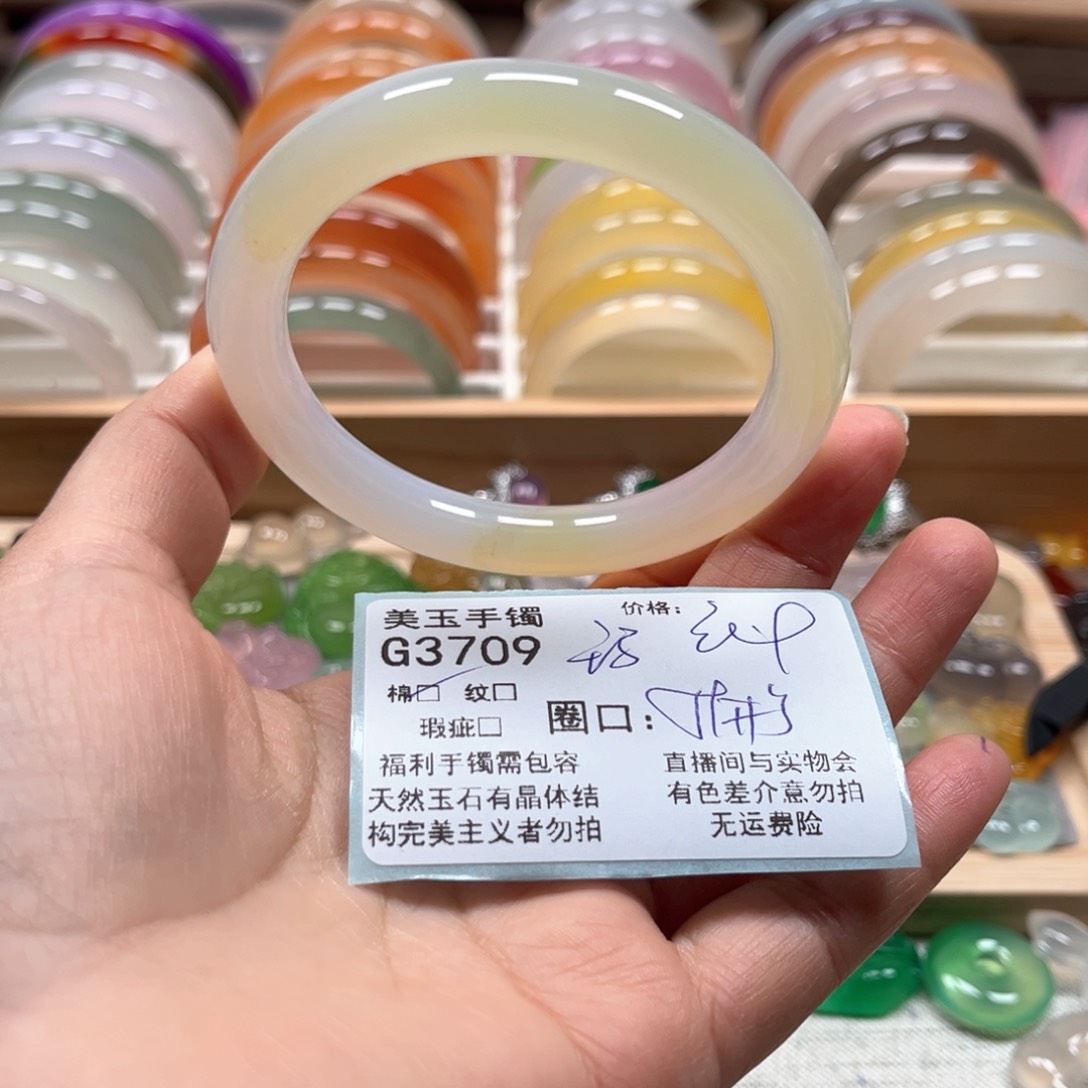 美玉手镯 价格：
G3709
棉□ 纹□
瑕疵□ 圈口：
福利手镯需包容
天然玉石有晶体结
构完美主义者勿拍
直播间与实物会
有色差介意勿拍
无运费险